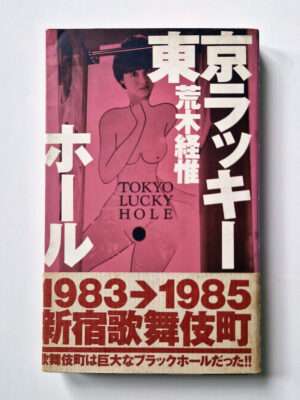 東京ラッキー
ホール
荒木経惟
TOKYO
LUCKY
HOLE
1983→1985
新宿歌舞伎町
歌舞伎町は巨大なブラックホールだった!!